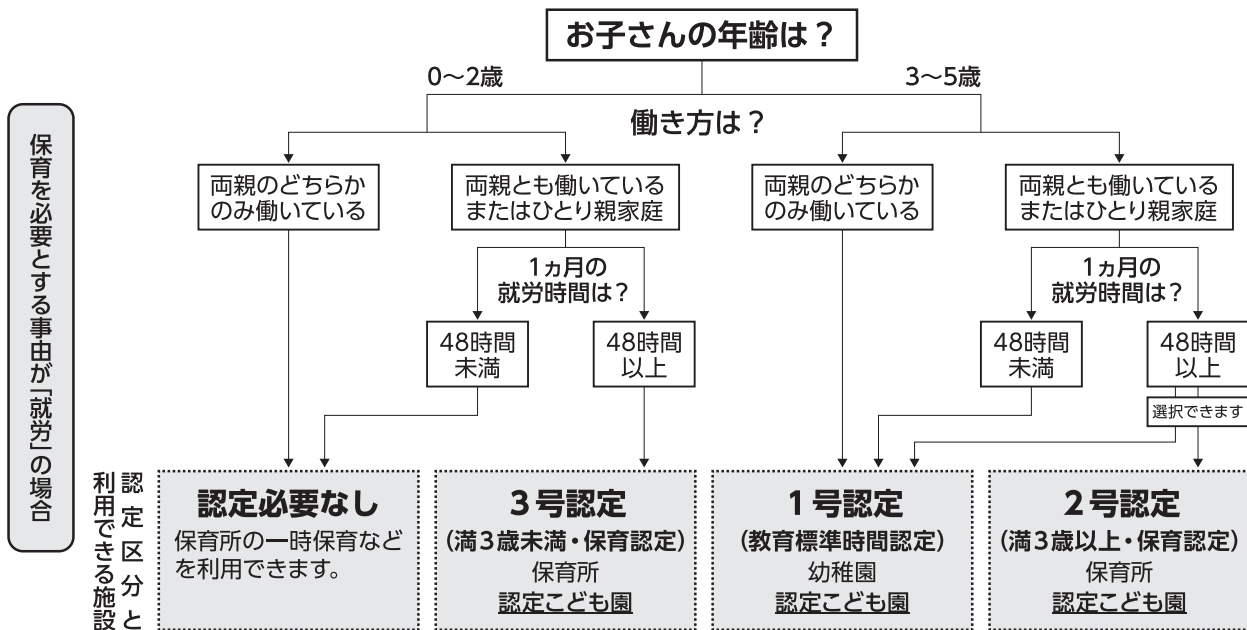 お子さんの年齢は？
0～2歳
3～5歳
働き方は？
保育を必要とする事由が「就労」の場合
両親のどちらか
のみ働いている
両親とも働いている
またはひとり親家庭
両親のどちらか
のみ働いている
両親とも働いている
またはひとり親家庭
1ヵ月の
就労時間は？
1ヵ月の
就労時間は？
48時間
未満
48時間
以上
48時間
未満
48時間
以上
選択できます
認定区分と
利用できる施設
認定必要なし
保育所の一時保育など
を利用できます。
3号認定
（満3歳未満・保育認定）
保育所
認定こども園
1号認定
（教育標準時間認定）
幼稚園
認定こども園
2号認定
（満3歳以上・保育認定）
保育所
認定こども園